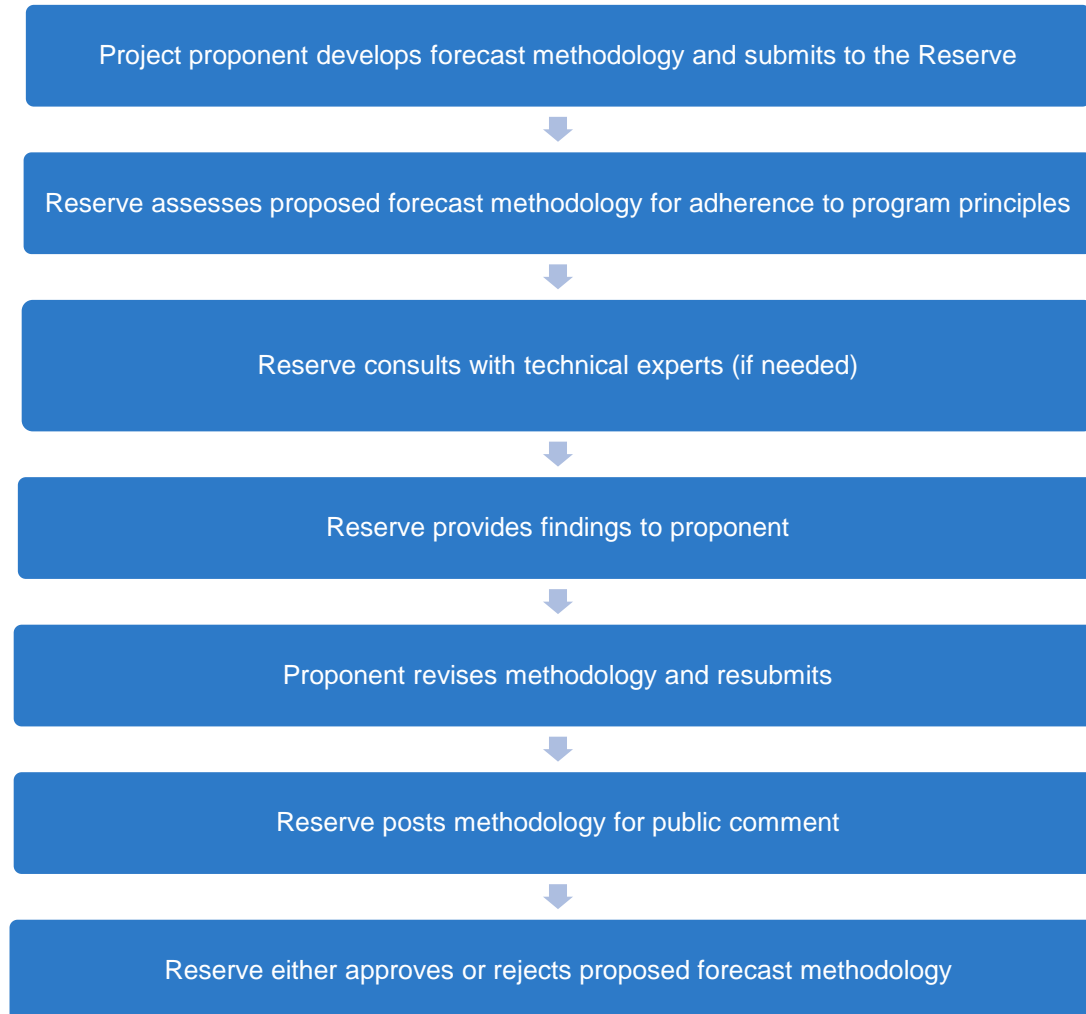 Project proponent develops forecast methodology and submits to the Reserve
Reserve assesses proposed forecast methodology for adherence to program principles
Reserve consults with technical experts (if needed)
Reserve provides findings to proponent
Proponent revises methodology and resubmits
Reserve posts methodology for public comment
Reserve either approves or rejects proposed forecast methodology